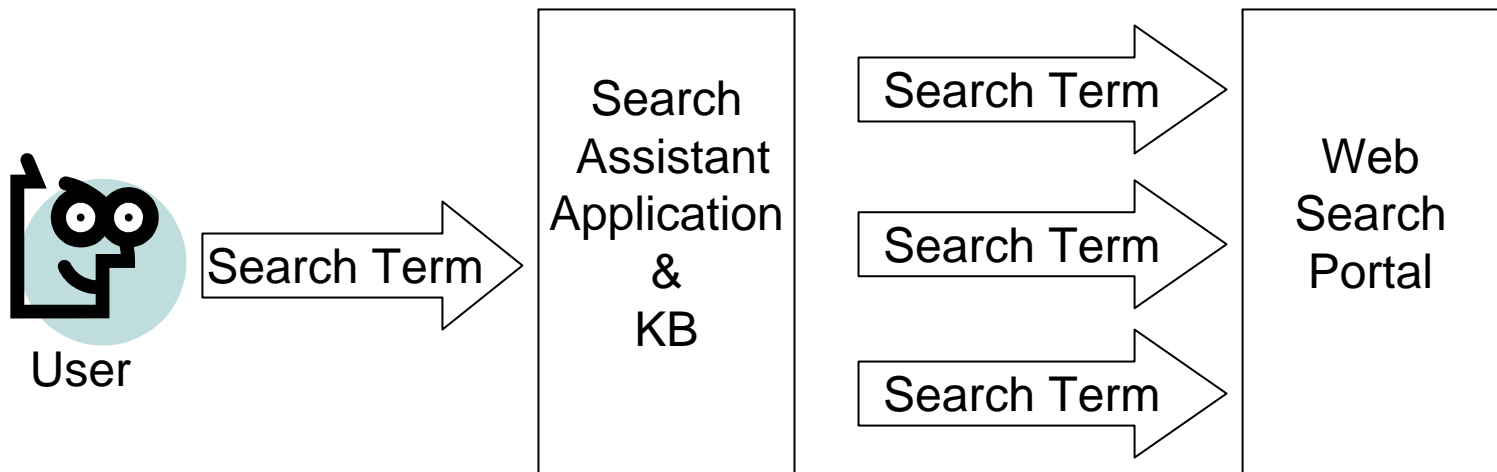 User
Search Term
Search
Assistant
Application
&
KB
Search Term
Search Term
Search Term
Web
Search
Portal